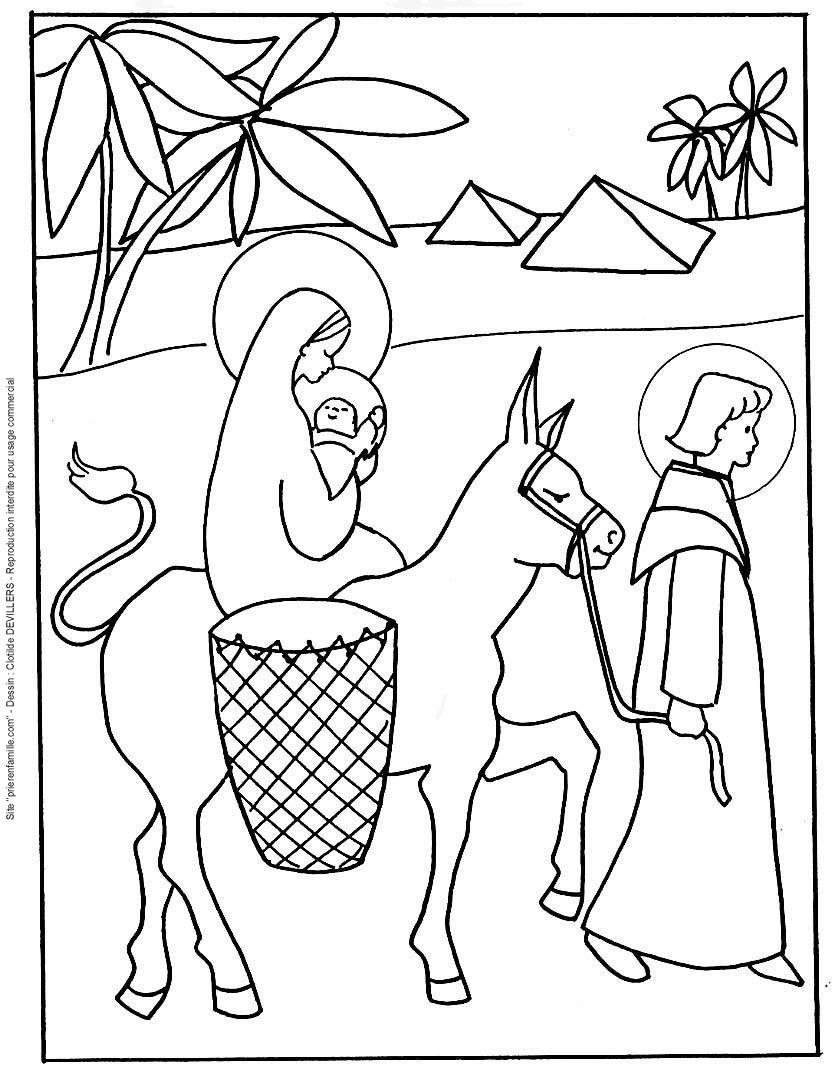 Site "prierenfamille.com" - Dessin : Clotilde DEVILLERS - Reproduction interdite pour usage commercial